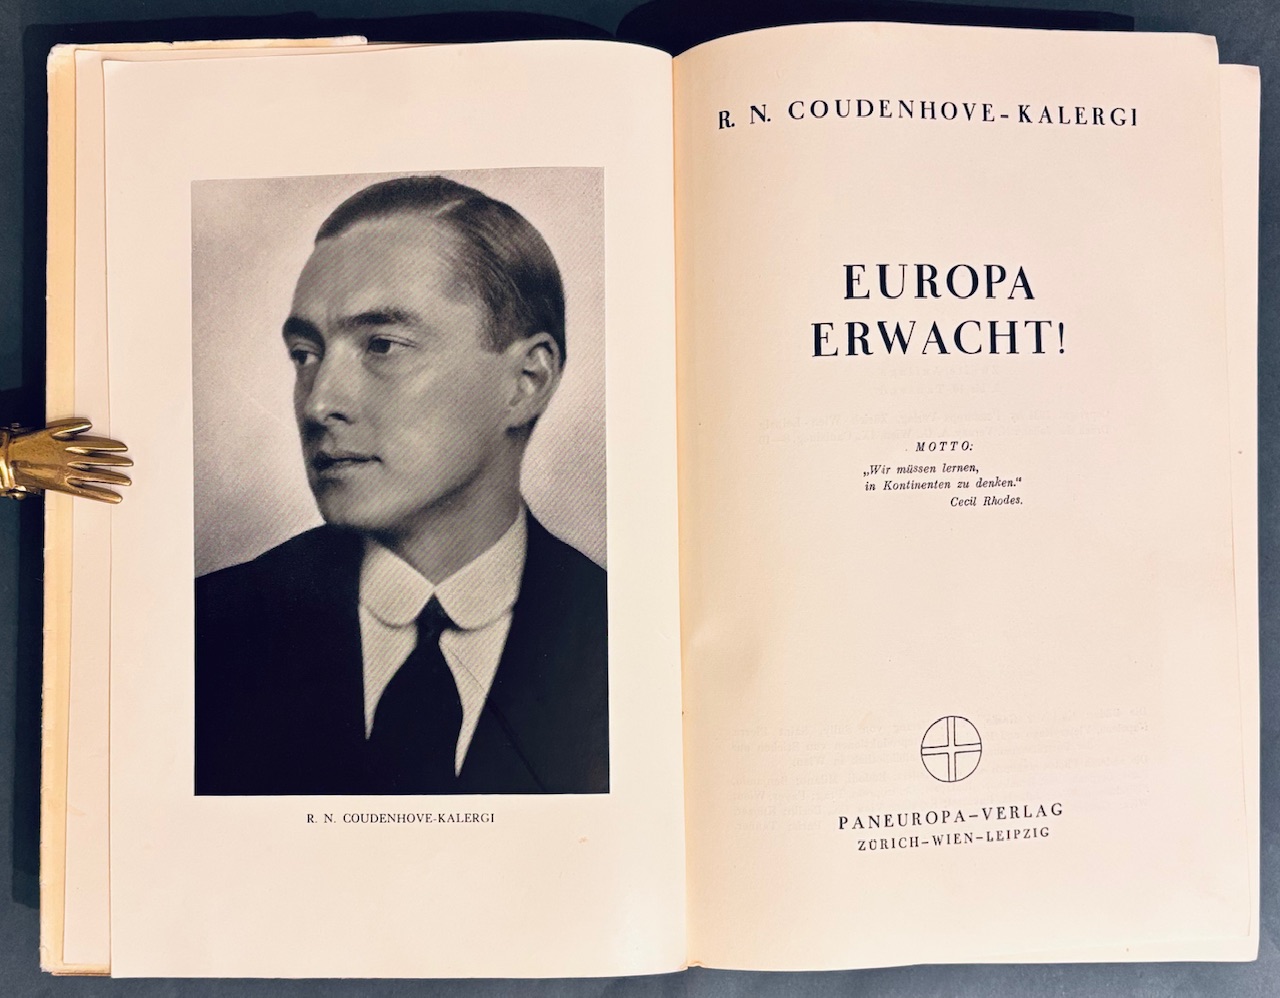 R. N. COUDENHOVE-KALERGI
R. N. COUDENHOVE-KALERGI
EUROPA
ERWACHT!
MOTTO:
„Wir müssen lernen,
in Kontinenten zu denken.“
Cecil Rhodes.
PANEUROPA–VERLAG
ZÜRICH–WIEN–LEIPZIG